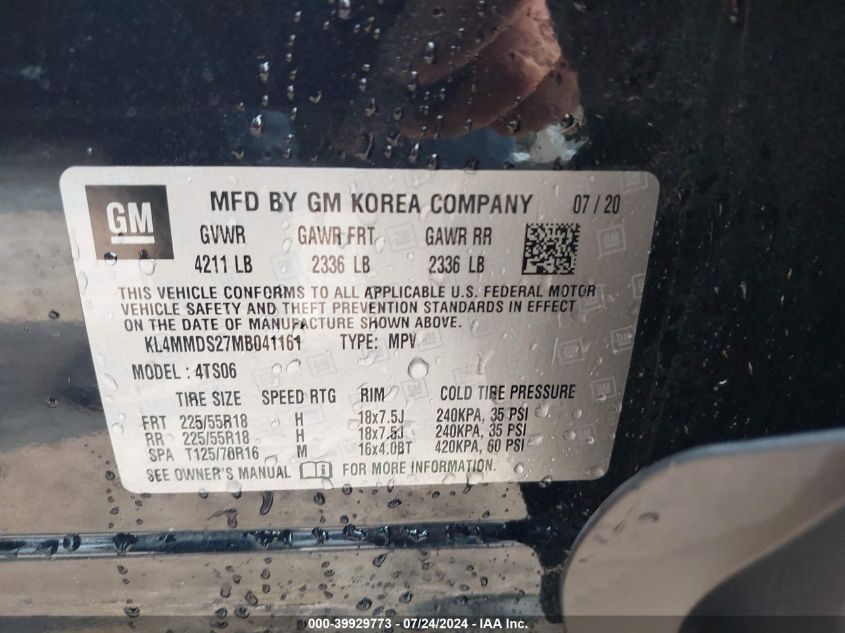 GM
MFD BY GM KOREA COMPANY 07 / 20
GVWR GAWR FRT GAWR RR
4211 LB 2336 LB 2336 LB
THIS VEHICLE CONFORMS TO ALL APPLICABLE U.S. FEDERAL MOTOR
VEHICLE SAFETY AND THEFT PREVENTION STANDARDS IN EFFECT
ON THE DATE OF MANUFACTURE SHOWN ABOVE.
KL4MMDS27MB041161 TYPE: MPV
MODEL : 4TS06
TIRE SIZE SPEED RTG RIM COLD TIRE PRESSURE
FRT 225/55R18 H 18x7.5J 240KPA, 35 PSI
RR 225/55R18 H 18x7.5J 240KPA, 35 PSI
SPA T125/70R16 M 16x4.0BT 420KPA, 60 PSI
SEE OWNER'S MANUAL FOR MORE INFORMATION.
000-39929773 - 07/24/2024 - IAA Inc.